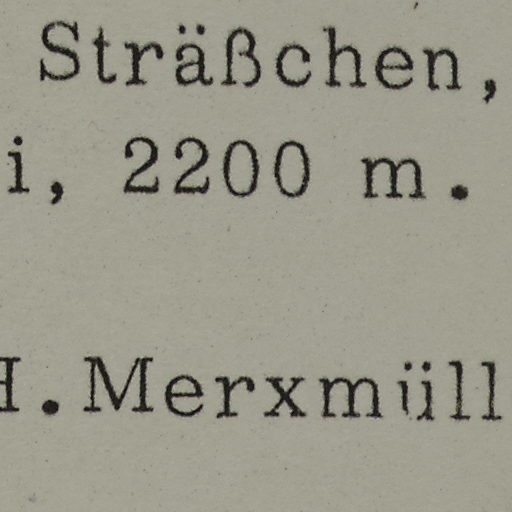 Sträßchen,
i, 2200 m.
H.Merxmüll